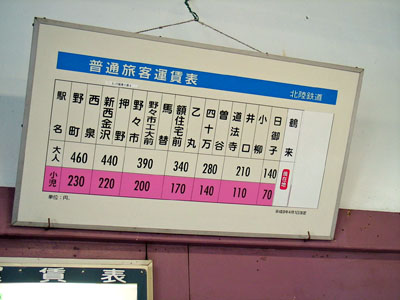 普通旅客運賃表
北陸鉄道
駅名
野町
西泉
新西金沢
押野
野々市
野々市工大前
馬替
額住宅前
乙丸
四十万
曽谷
道法寺
井口
小柳
日御子
鶴来
大人 460 440 390 340 280 210 140
小児 230 220 200 170 140 110 70
単位:円。
運賃表